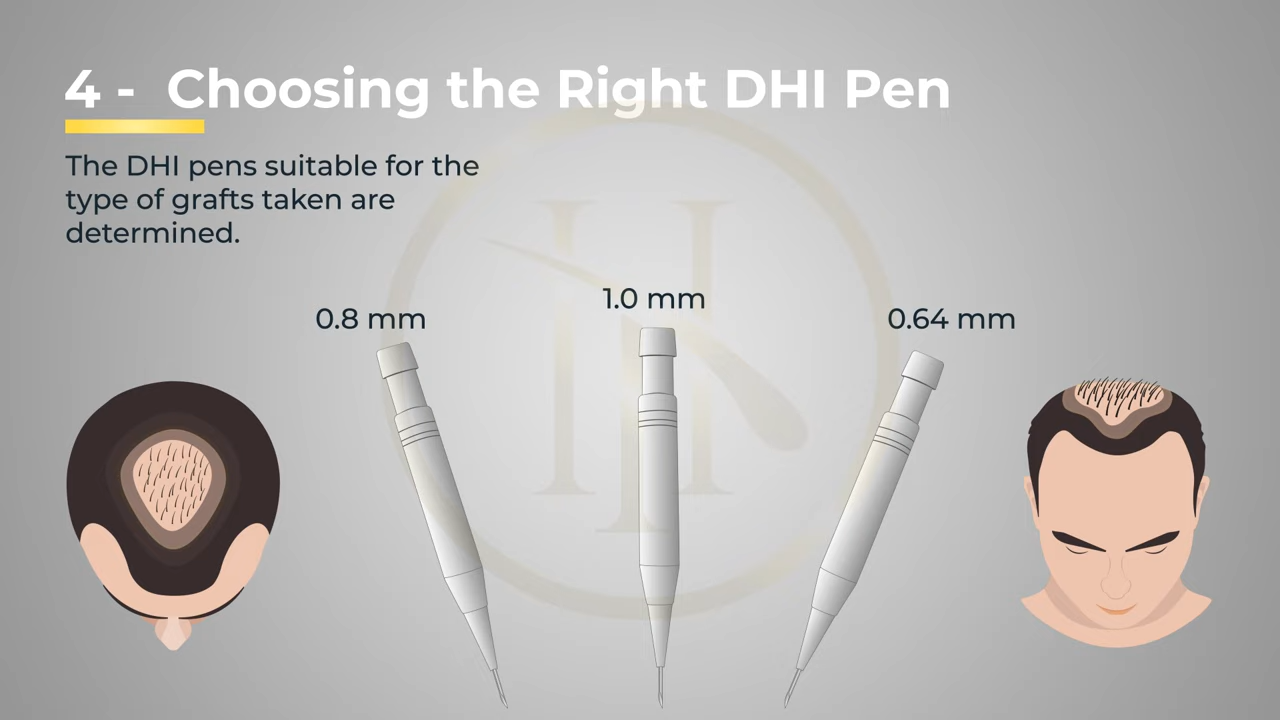 4 - Choosing the Right DHI Pen
The DHI pens suitable for the
type of grafts taken are
determined.
0.8 mm
1.0 mm
0.64 mm